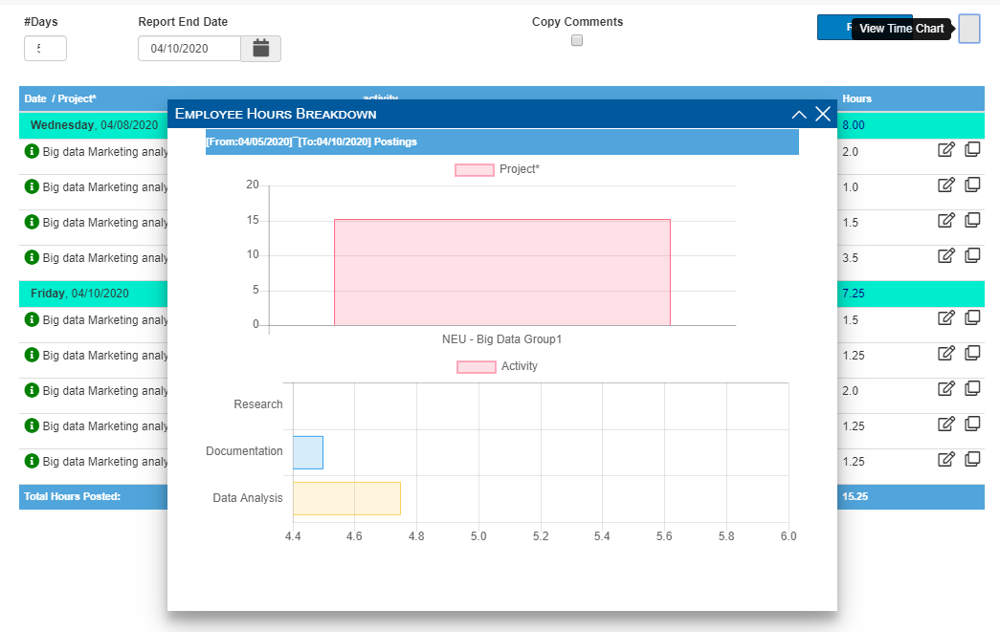 #Days
Report End Date
Copy Comments
5
04/10/2020
View Time Chart
Date / Project*
activity
Hours
EMPLOYEE HOURS BREAKDOWN
Wednesday, 04/08/2020
8.00
[From:04/05/2020]¯[To:04/10/2020] Postings
Big data Marketing analy
2.0
Project*
Big data Marketing analy
1.0
20
15
10
5
0
Big data Marketing analy
1.5
Big data Marketing analy
3.5
Friday, 04/10/2020
7.25
Big data Marketing analy
1.5
NEU - Big Data Group1
Big data Marketing analy
1.25
Activity
Big data Marketing analy
2.0
Research
Big data Marketing analy
1.25
Documentation
Big data Marketing analy
1.25
Data Analysis
Total Hours Posted:
15.25
4.4 4.6 4.8 5.0 5.2 5.4 5.6 5.8 6.0